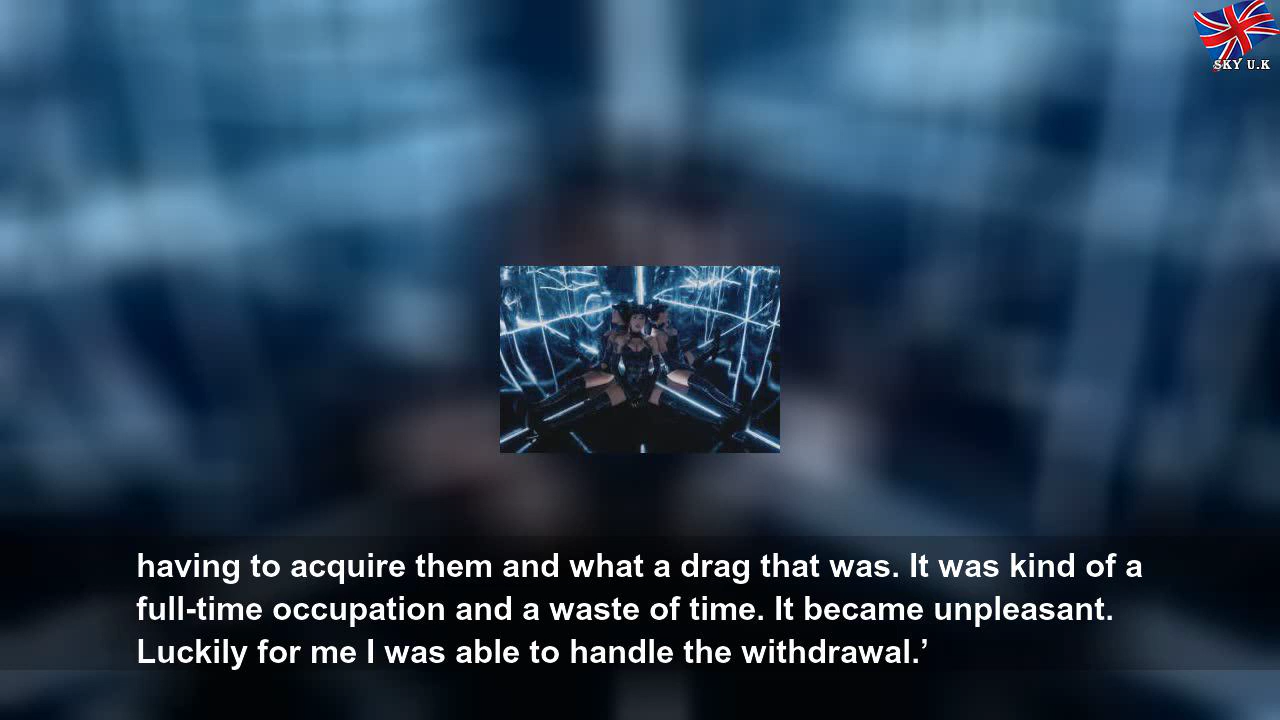 SKY U.K
having to acquire them and what a drag that was. It was kind of a
full-time occupation and a waste of time. It became unpleasant.
Luckily for me I was able to handle the withdrawal.’